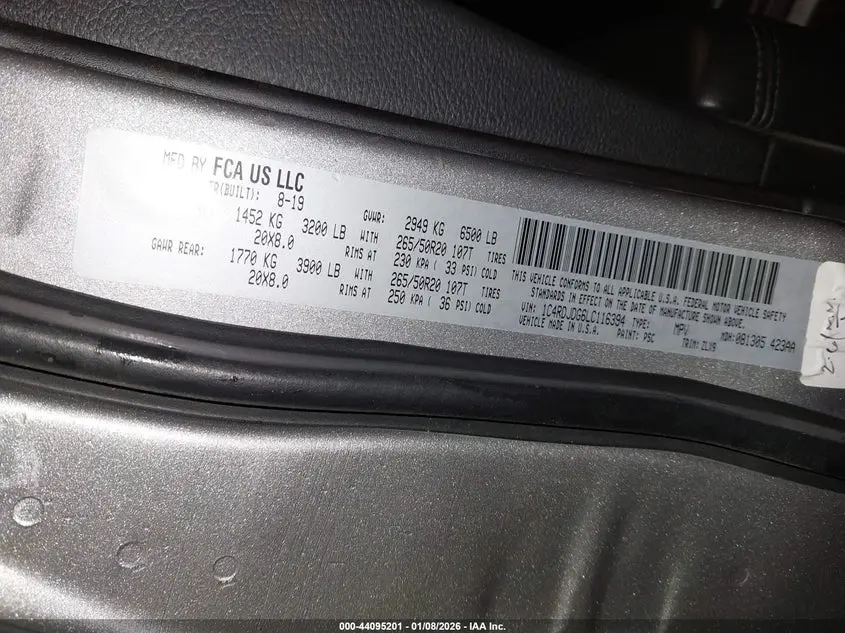 MFD BY FCA US LLC
TR(BUILT): 8-19 GVWR: 2949 KG 6500 LB
1452 KG 3200 LB WITH 265/50R20 107T TIRES
20X8.0 RIMS AT 230 KPA ( 33 PSI) COLD
GAWR REAR: 1770 KG 3900 LB WITH 265/50R20 107T TIRES
20X8.0 RIMS AT 250 KPA ( 36 PSI) COLD
THIS VEHICLE CONFORMS TO ALL APPLICABLE U.S.A. FEDERAL MOTOR VEHICLE SAFETY
STANDARDS IN EFFECT ON THE DATE OF MANUFACTURE SHOWN ABOVE.
VIN: 1C4RDJDG6LC116394 TYPE: MPV MDH:081305 423AA
VEHICLE MADE IN U.S.A. PAINT: PSC TRIM: ZLV9
000-44095201 - 01/08/2026 - IAA Inc.